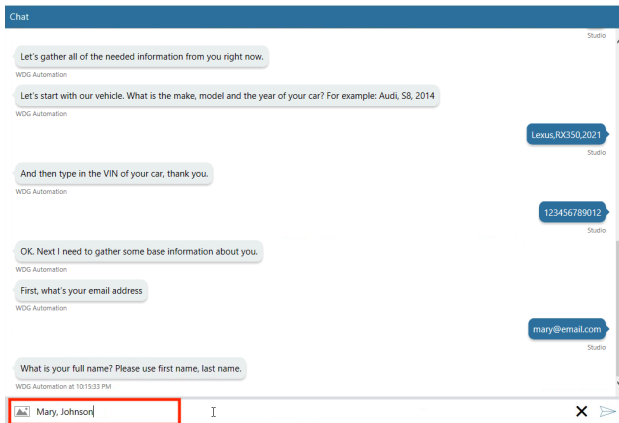 Chat
Studio
Let's gather all of the needed information from you right now.
WDG Automation
Let's start with our vehicle. What is the make, model and the year of your car? For example: Audi, S8, 2014
WDG Automation
Lexus,RX350,2021
Studio
And then type in the VIN of your car, thank you.
WDG Automation
123456789012
Studio
OK. Next I need to gather some base information about you.
WDG Automation
First, what's your email address
WDG Automation
mary@email.com
Studio
What is your full name? Please use first name, last name.
WDG Automation at 10:15:33 PM
Mary, Johnson